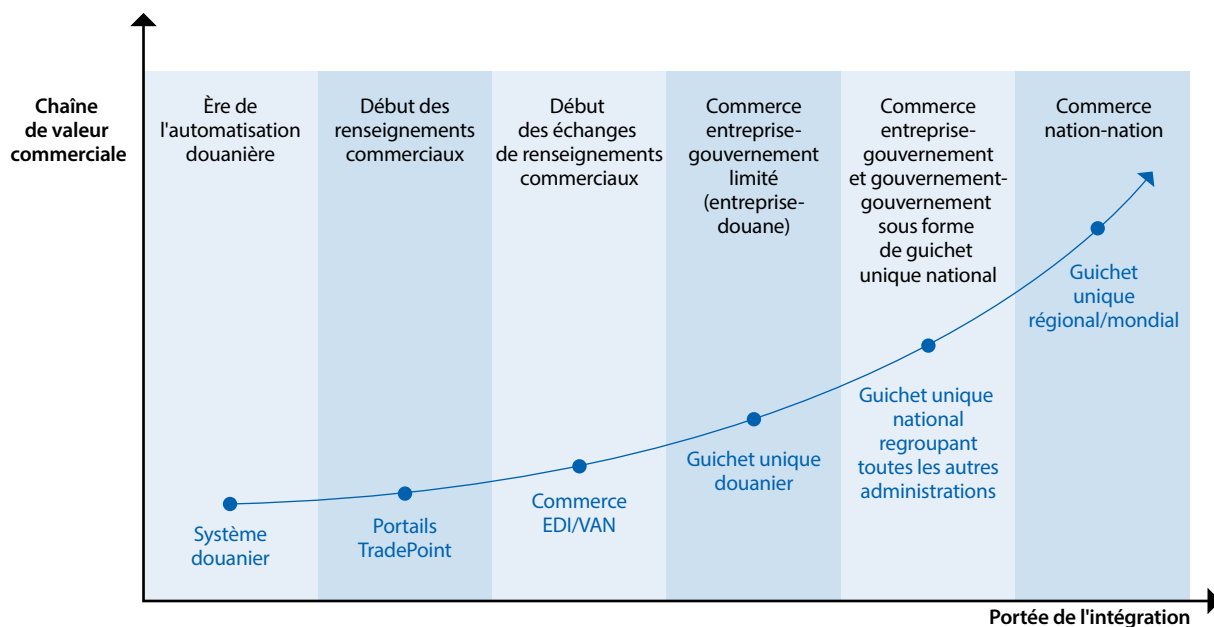 Chaîne
de valeur
commerciale
Ère de
l'automatisation
douanière
Début des
renseignements
commerciaux
Début
des échanges
de renseignements
commerciaux
Commerce
entreprise-
gouvernement
limité
(entreprise-
douane)
Commerce
entreprise-
gouvernement
et gouvernement-
gouvernement
sous forme
de guichet
unique national
Commerce
nation-nation
Système
douanier
Portails
TradePoint
Commerce
EDI/VAN
Guichet unique
douanier
Guichet unique
national
regroupant
toutes les autres
administrations
Guichet
unique
régional/mondial
Portée de l'intégration